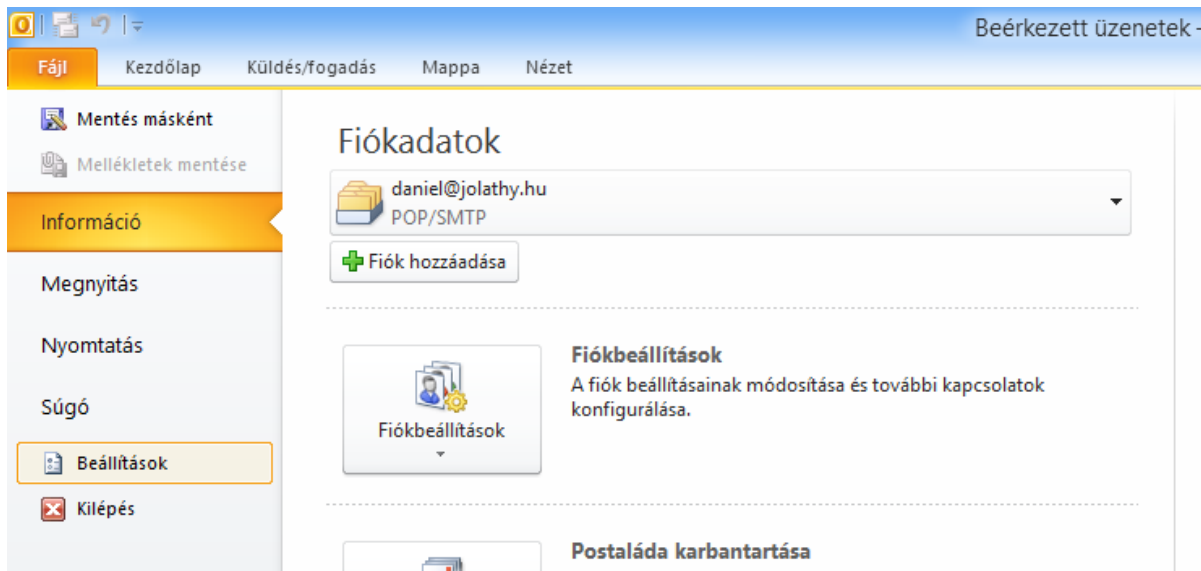 Beérkezett üzenetek -
Fájl Kezdőlap Küldés/fogadás Mappa Nézet
Mentés másként
Mellékletek mentése
Információ
Megnyitás
Nyomtatás
Súgó
Beállítások
Kilépés
Fiókadatok
daniel@jolathy.hu
POP/SMTP
Fiók hozzáadása
Fiókbeállítások
Fiókbeállítások
A fiók beállításainak módosítása és további kapcsolatok
konfigurálása.
Postaláda karbantartása